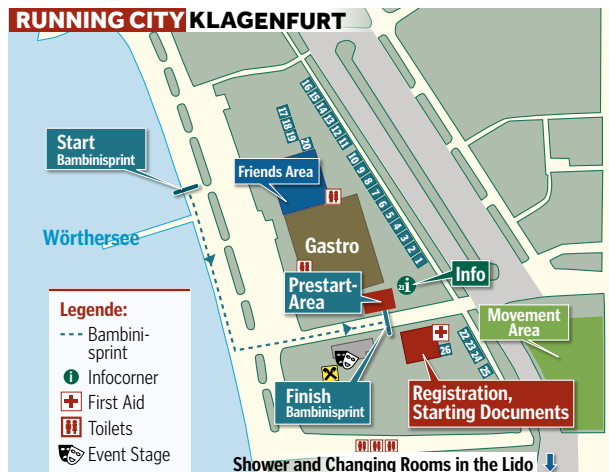 RUNNING CITY KLAGENFURT
16
15
14
13
12
11
10
9
8
7
6
5
4
3
2
1
17
18
19
20
Start
Bambinisprint
Friends Area
Wörthersee
Gastro
Info
21
i
Prestart-
Area
Legende:
Bambini-
sprint
i Infocorner
First Aid
Toilets
Event Stage
Movement
Area
22
23
24
25
26
Finish
Bambinisprint
Registration,
Starting Documents
Shower and Changing Rooms in the Lido